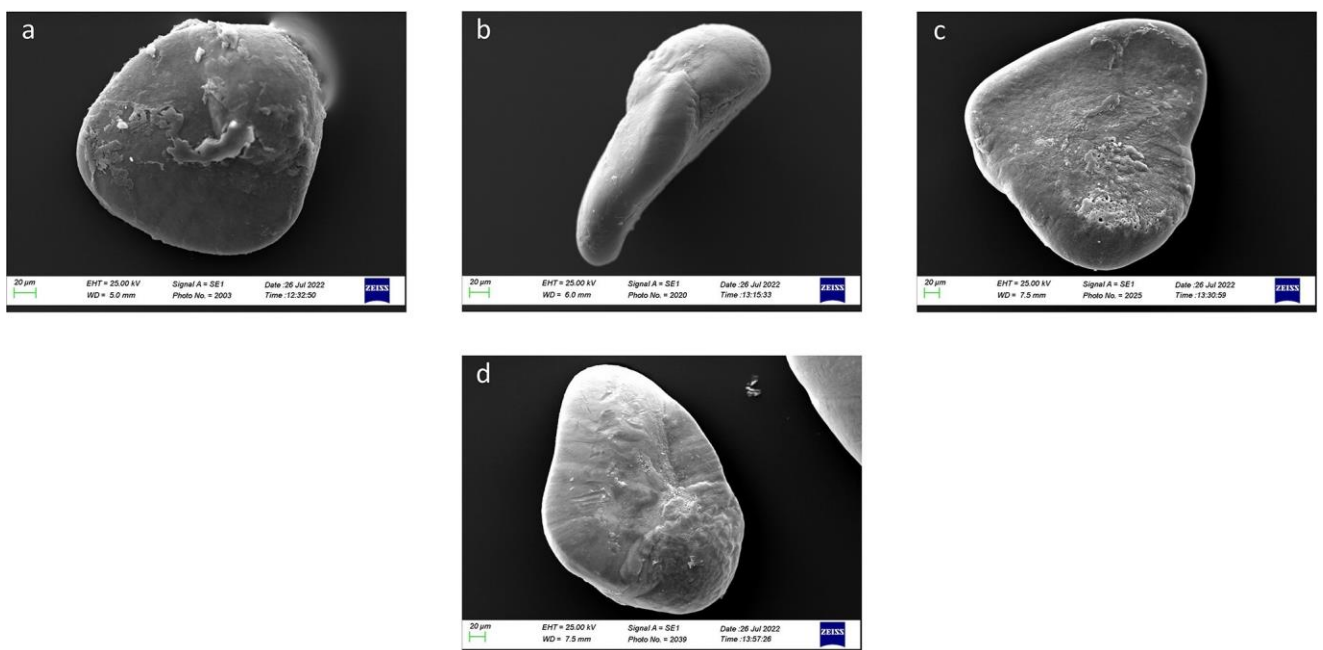 a
20 µm
EHT = 25.00 kV
Signal A = SE1
Date :26 Jul 2022
WD = 5.0 mm
Photo No. = 2003
Time :12:32:50
ZEISS
b
20 µm
EHT = 25.00 kV
Signal A = SE1
Date :26 Jul 2022
WD = 6.0 mm
Photo No. = 2020
Time :13:15:33
ZEISS
c
20 µm
EHT = 25.00 kV
Signal A = SE1
Date :26 Jul 2022
WD = 7.5 mm
Photo No. = 2025
Time :13:30:59
ZEISS
d
20 µm
EHT = 25.00 kV
Signal A = SE1
Date :26 Jul 2022
WD = 7.5 mm
Photo No. = 2039
Time :13:57:26
ZEISS